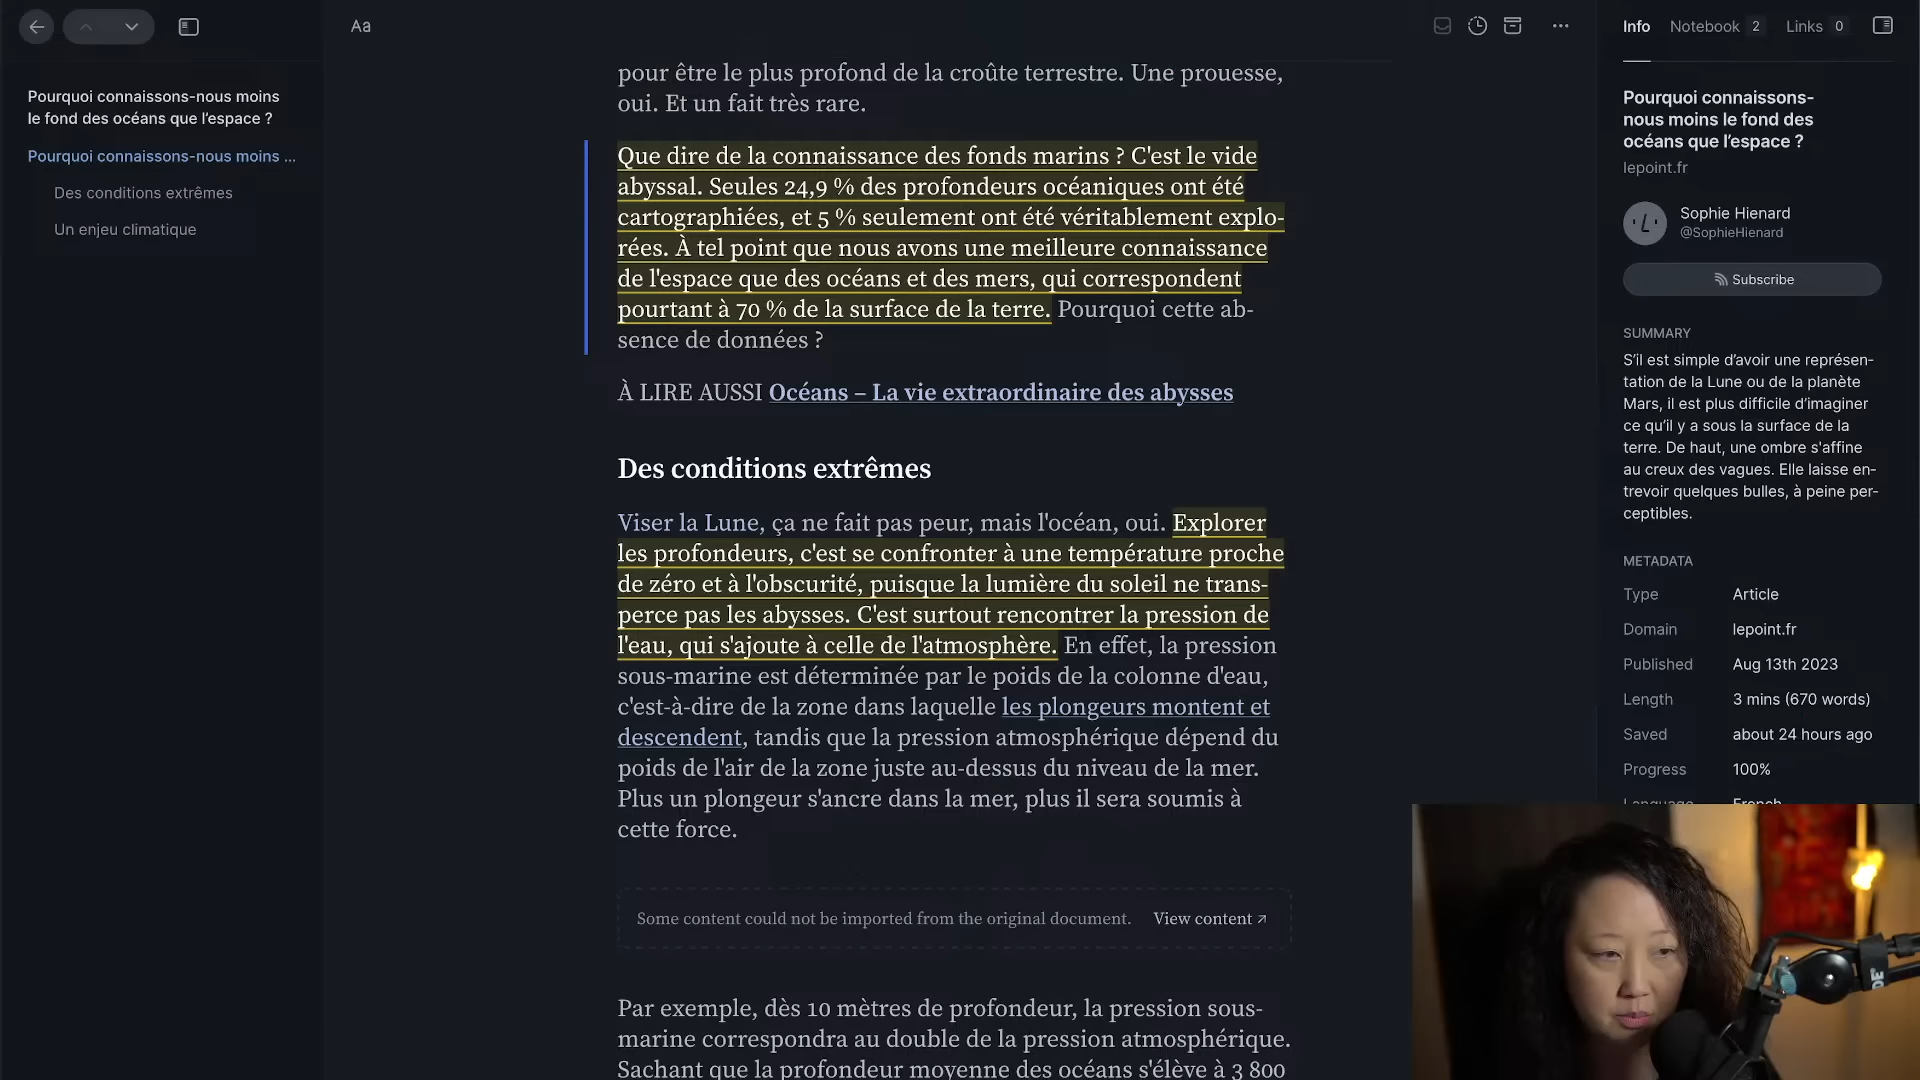 Aa
Info
Notebook 2
Links 0
Pourquoi connaissons-nous moins
le fond des océans que l'espace ?
Pourquoi connaissons-nous moins ...
Des conditions extrêmes
Un enjeu climatique
pour être le plus profond de la croûte terrestre. Une prouesse,
oui. Et un fait très rare.
Que dire de la connaissance des fonds marins ? C'est le vide
abyssal. Seules 24,9 % des profondeurs océaniques ont été
cartographiées, et 5 % seulement ont été véritablement explo-
rées. À tel point que nous avons une meilleure connaissance
de l'espace que des océans et des mers, qui correspondent
pourtant à 70 % de la surface de la terre. Pourquoi cette ab-
sence de données ?
À LIRE AUSSI Océans – La vie extraordinaire des abysses
Des conditions extrêmes
Viser la Lune, ça ne fait pas peur, mais l'océan, oui. Explorer
les profondeurs, c'est se confronter à une température proche
de zéro et à l'obscurité, puisque la lumière du soleil ne trans-
perce pas les abysses. C'est surtout rencontrer la pression de
l'eau, qui s'ajoute à celle de l'atmosphère. En effet, la pression
sous-marine est déterminée par le poids de la colonne d'eau,
c'est-à-dire de la zone dans laquelle les plongeurs montent et
descendent, tandis que la pression atmosphérique dépend du
poids de l'air de la zone juste au-dessus du niveau de la mer.
Plus un plongeur s'ancre dans la mer, plus il sera soumis à
cette force.
Some content could not be imported from the original document. View content ↗
Par exemple, dès 10 mètres de profondeur, la pression sous-
marine correspondra au double de la pression atmosphérique.
Sachant que la profondeur moyenne des océans s'élève à 3 800
Pourquoi connaissons-
nous moins le fond des
océans que l'espace ?
lepoint.fr
Sophie Hienard
@SophieHienard
Subscribe
SUMMARY
S'il est simple d'avoir une représen-
tation de la Lune ou de la planète
Mars, il est plus difficile d'imaginer
ce qu'il y a sous la surface de la
terre. De haut, une ombre s'affine
au creux des vagues. Elle laisse en-
trevoir quelques bulles, à peine per-
ceptibles.
METADATA
Type Article
Domain lepoint.fr
Published Aug 13th 2023
Length 3 mins (670 words)
Saved about 24 hours ago
Progress 100%
Language French